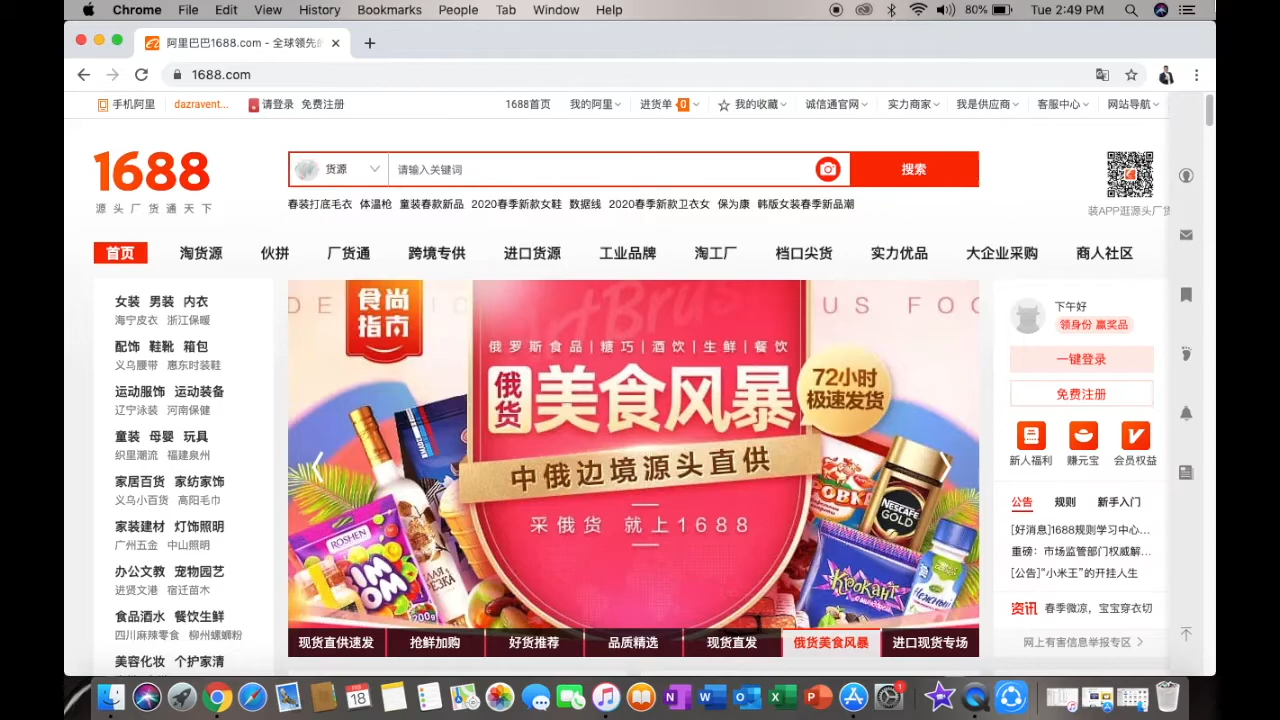 Chrome File Edit View History Bookmarks People Tab Window Help 80% Tue 2:49 PM
阿里巴巴1688.com - 全球领先的
1688.com
手机阿里 dazravent... 请登录 免费注册 1688首页 我的阿里 进货单 0 我的收藏 诚信通官网 实力商家 我是供应商 客服中心 网站导航
1688
源头厂货通天下
货源 请输入关键词 搜索
春装打底毛衣 体温枪 童装春款新品 2020春季新款女鞋 数据线 2020春季新款卫衣女 保为康 韩版女装春季新品潮
装APP逛源头厂货
首页 淘货源 伙拼 厂货通 跨境专供 进口货源 工业品牌 淘工厂 档口尖货 实力优品 大企业采购 商人社区
女装 男装 内衣
海宁皮衣 浙江保暖
配饰 鞋靴 箱包
义乌腰带 惠东时装鞋
运动服饰 运动装备
辽宁泳装 河南保健
童装 母婴 玩具
织里潮流 福建泉州
家居百货 家纺家饰
义乌小百货 高阳毛巾
家装建材 灯饰照明
广州五金 中山照明
办公文教 宠物园艺
进贤文港 宿迁苗木
食品酒水 餐饮生鲜
四川麻辣零食 柳州螺蛳粉
美容化妆 个护家清
食尚
指南
ArtBrus
US FOO
俄罗斯食品|糖巧|酒饮|生鲜|餐饮
俄货 美食风暴
72小时
极速发货
中俄边境源头直供
采俄货 就上1688
ROSHEN
200g
NESCAFÉ
GOLD
Крокант
现货直供速发 抢鲜加购 好货推荐 品质精选 现货直发 俄货美食风暴 进口现货专场
下午好
领身份 赢奖品
一键登录
免费注册
新人福利 赚元宝 会员权益
公告 规则 新手入门
[好消息]1688规则学习中心...
重磅：市场监管部门权威解...
[公告]“小米王”的开挂人生
资讯 春季微凉，宝宝穿衣切
网上有害信息举报专区
MAR
18
1